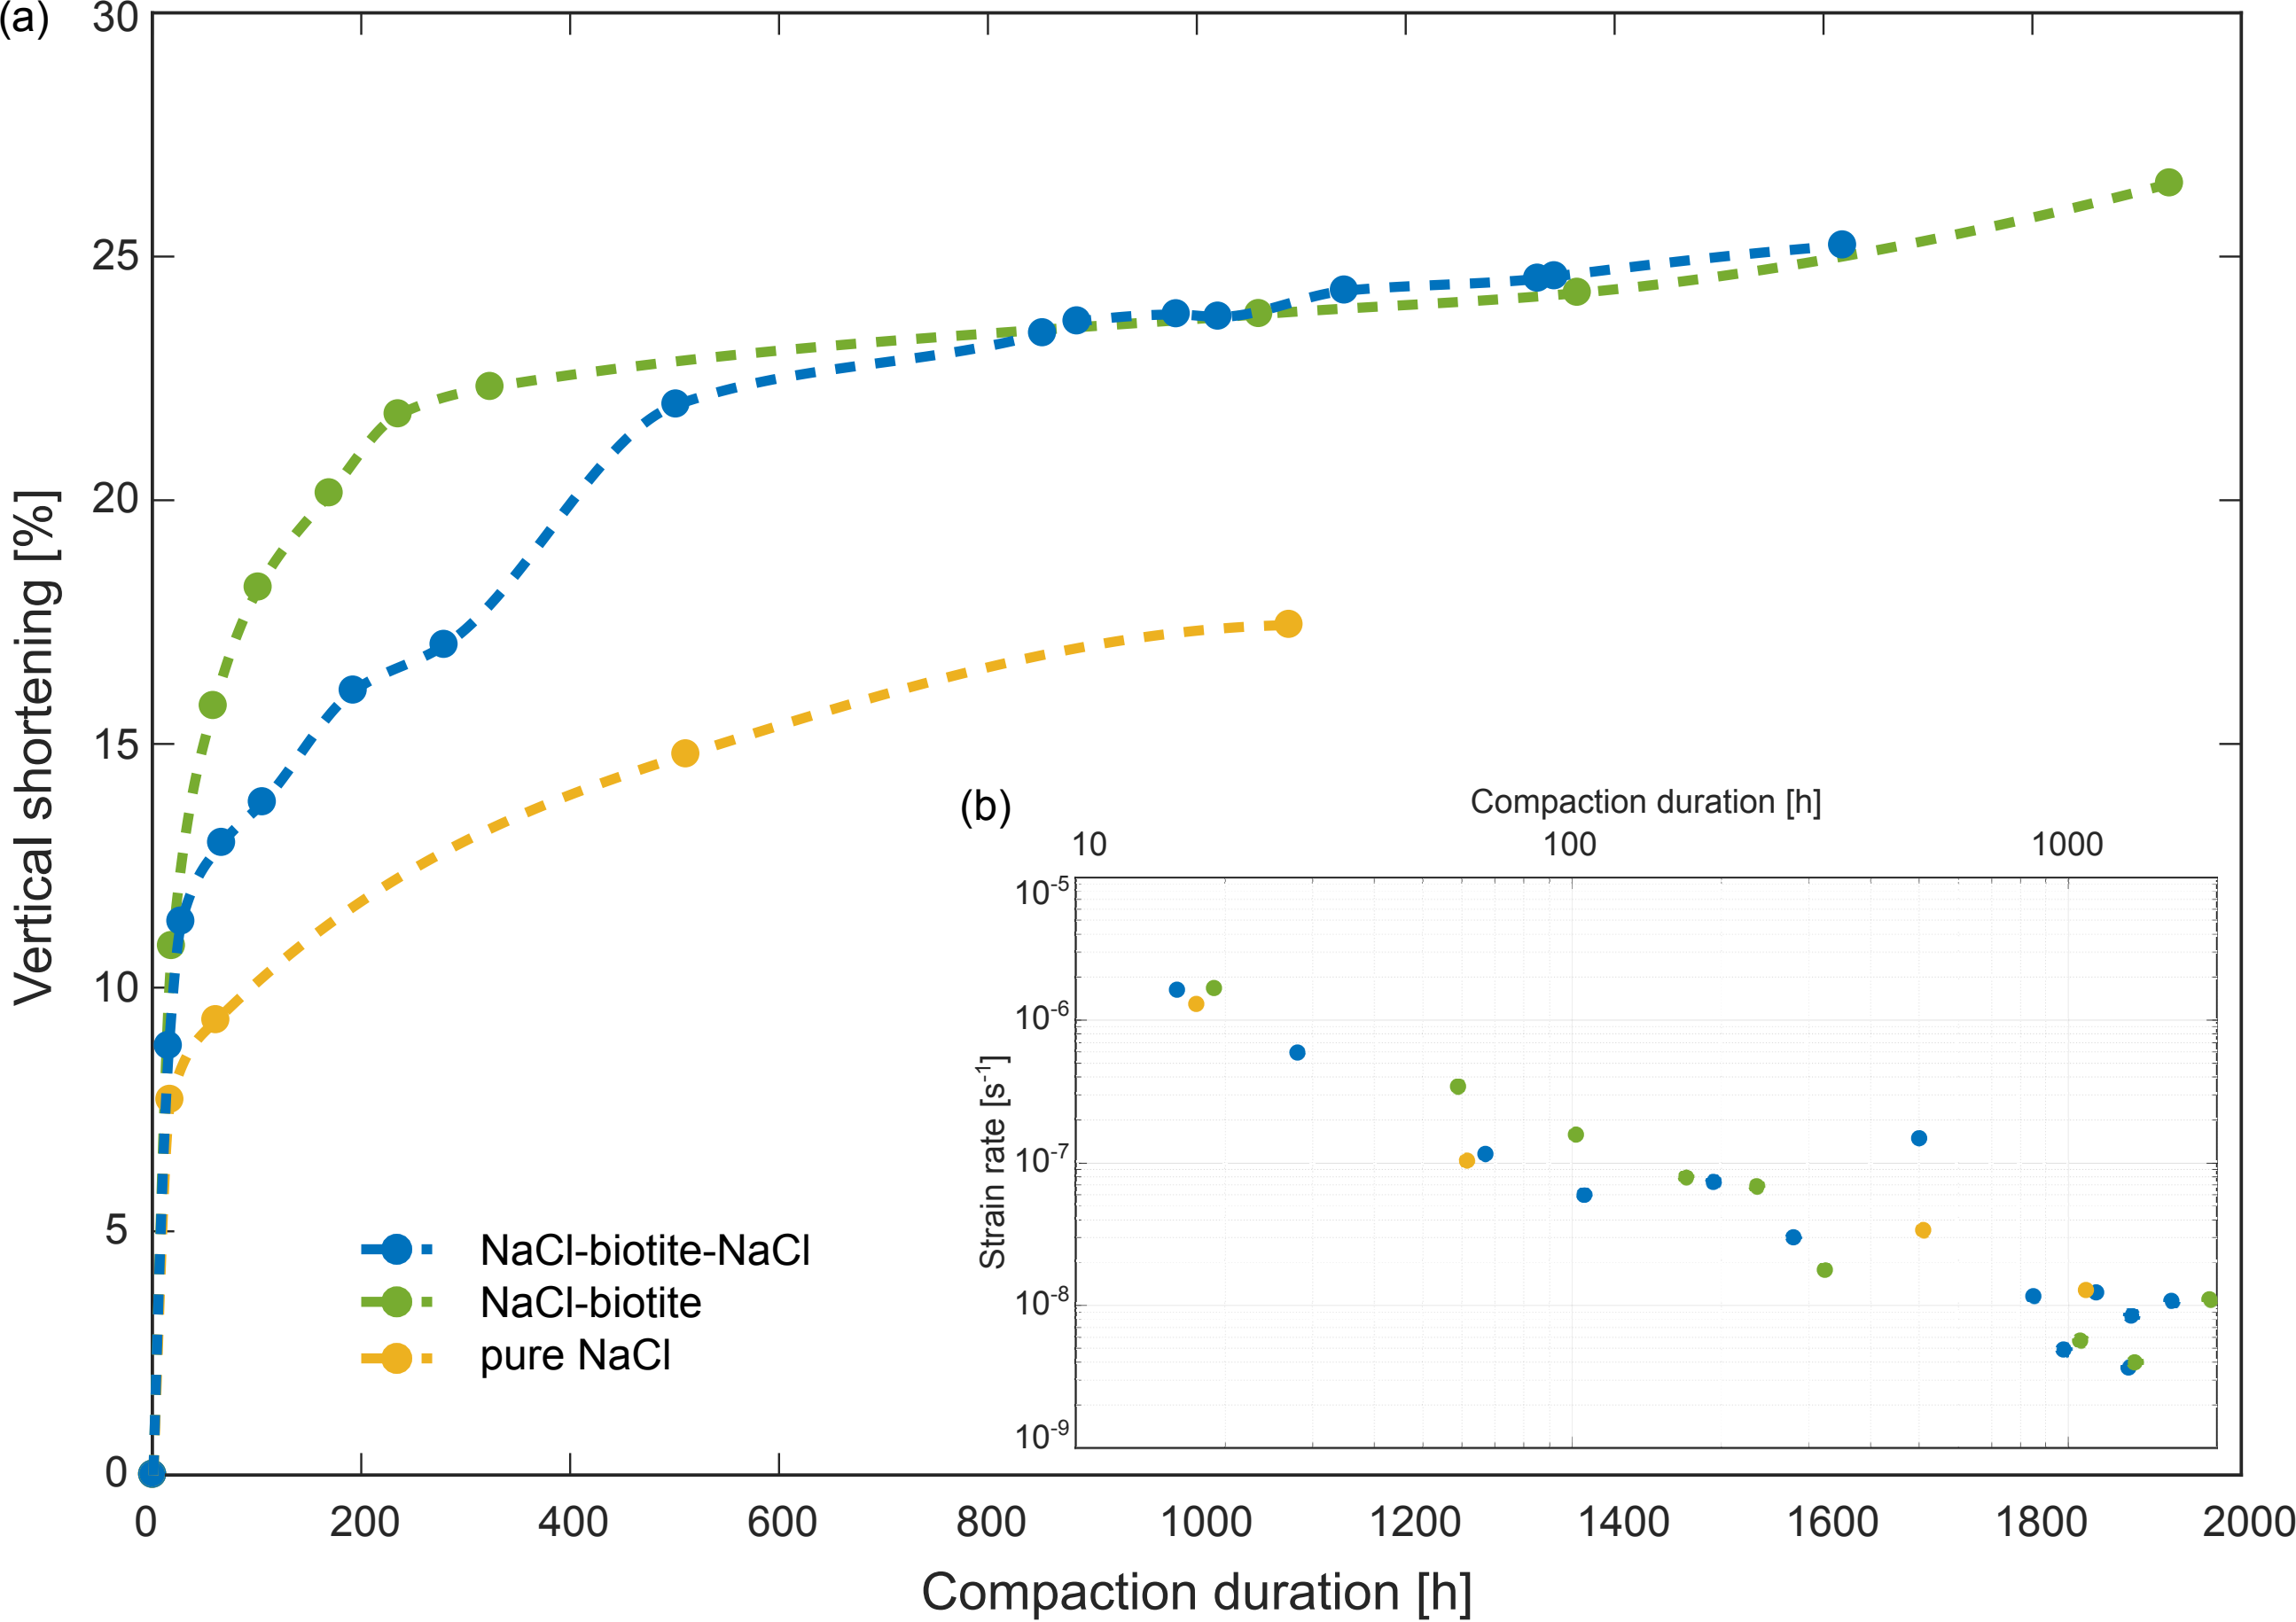 (a)
30
25
20
15
10
5
0
Vertical shortening [%]
0 200 400 600 800 1000 1200 1400 1600 1800 2000
Compaction duration [h]
NaCl-biotite-NaCl
NaCl-biotite
pure NaCl
(b)
Compaction duration [h]
10 100 1000
10⁻⁵
10⁻⁶
10⁻⁷
10⁻⁸
10⁻⁹
Strain rate [s⁻¹]